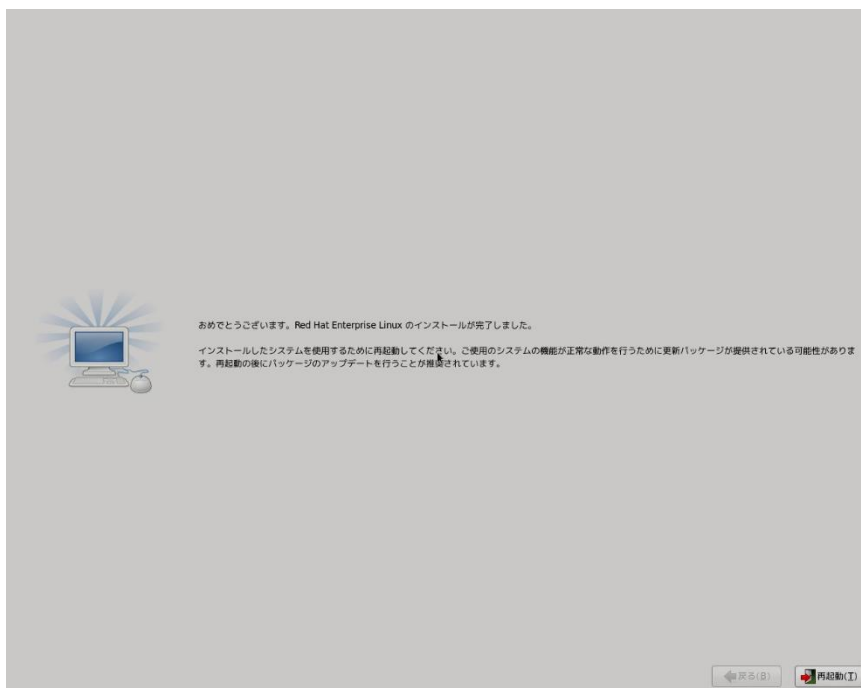 おめでとうございます。Red Hat Enterprise Linux のインストールが完了しました。
インストールしたシステムを使用するために再起動してください。ご使用のシステムの機能が正常な動作を行うために更新パッケージが提供されている可能性がありま
す。再起動の後にパッケージのアップデートを行うことが推奨されています。
戻る(B)
再起動(T)